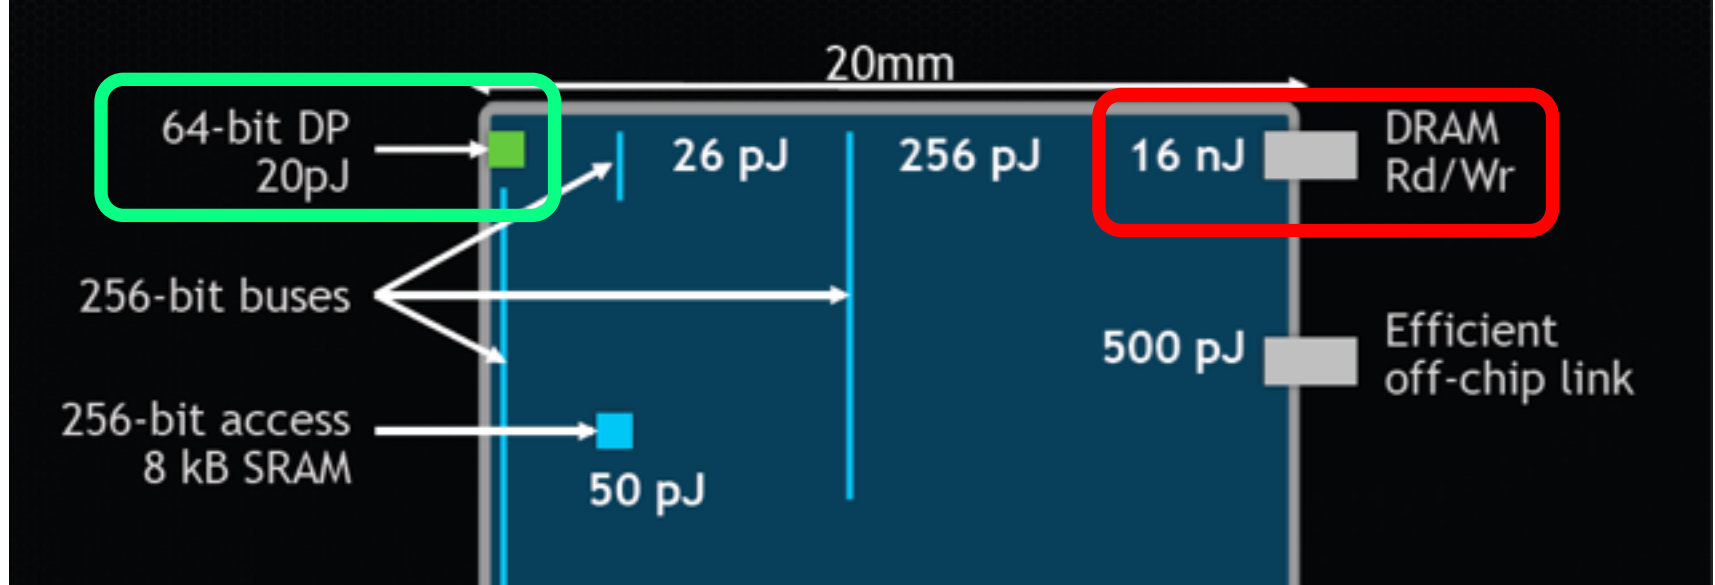 20mm
64-bit DP
20pJ
26 pJ
256 pJ
16 nJ
DRAM
Rd/Wr
256-bit buses
500 pJ
Efficient
off-chip link
256-bit access
8 kB SRAM
50 pJ